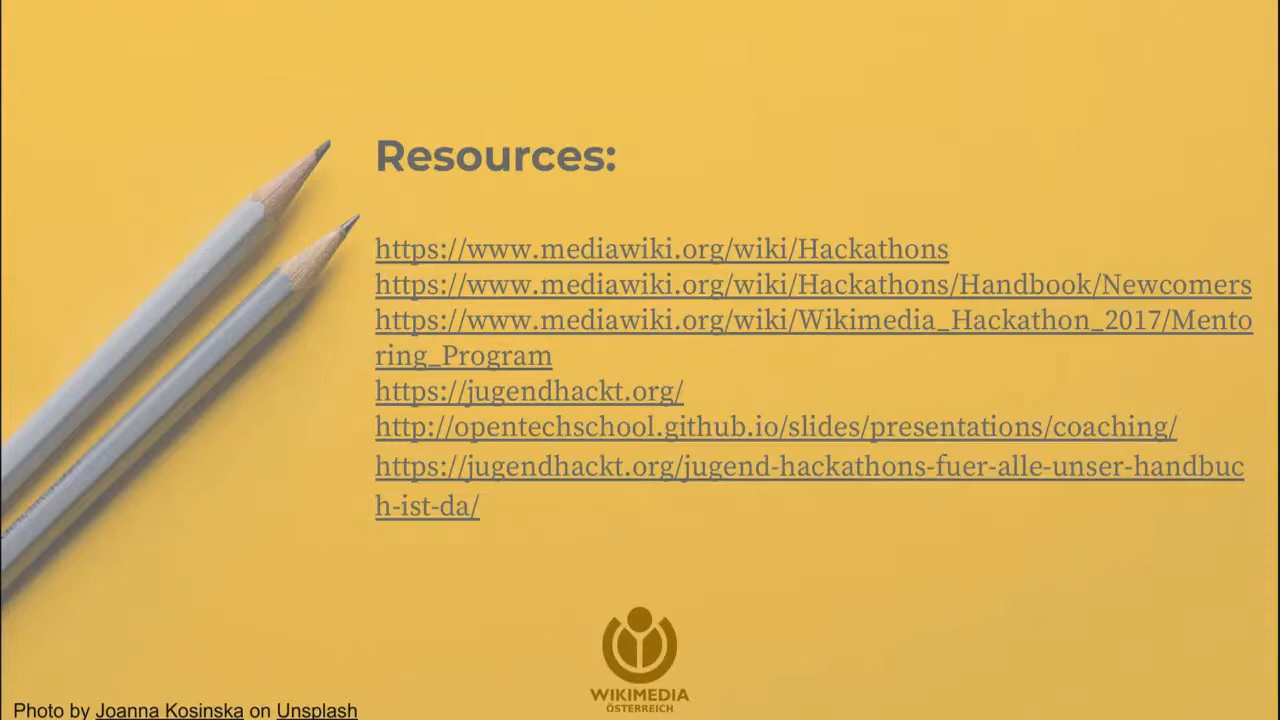 Resources:
https://www.mediawiki.org/wiki/Hackathons
https://www.mediawiki.org/wiki/Hackathons/Handbook/Newcomers
https://www.mediawiki.org/wiki/Wikimedia_Hackathon_2017/Mento
ring_Program
https://jugendhackt.org/
http://opentechschool.github.io/slides/presentations/coaching/
https://jugendhackt.org/jugend-hackathons-fuer-alle-unser-handbuc
h-ist-da/
WIKIMEDIA
ÖSTERREICH
Photo by Joanna Kosinska on Unsplash